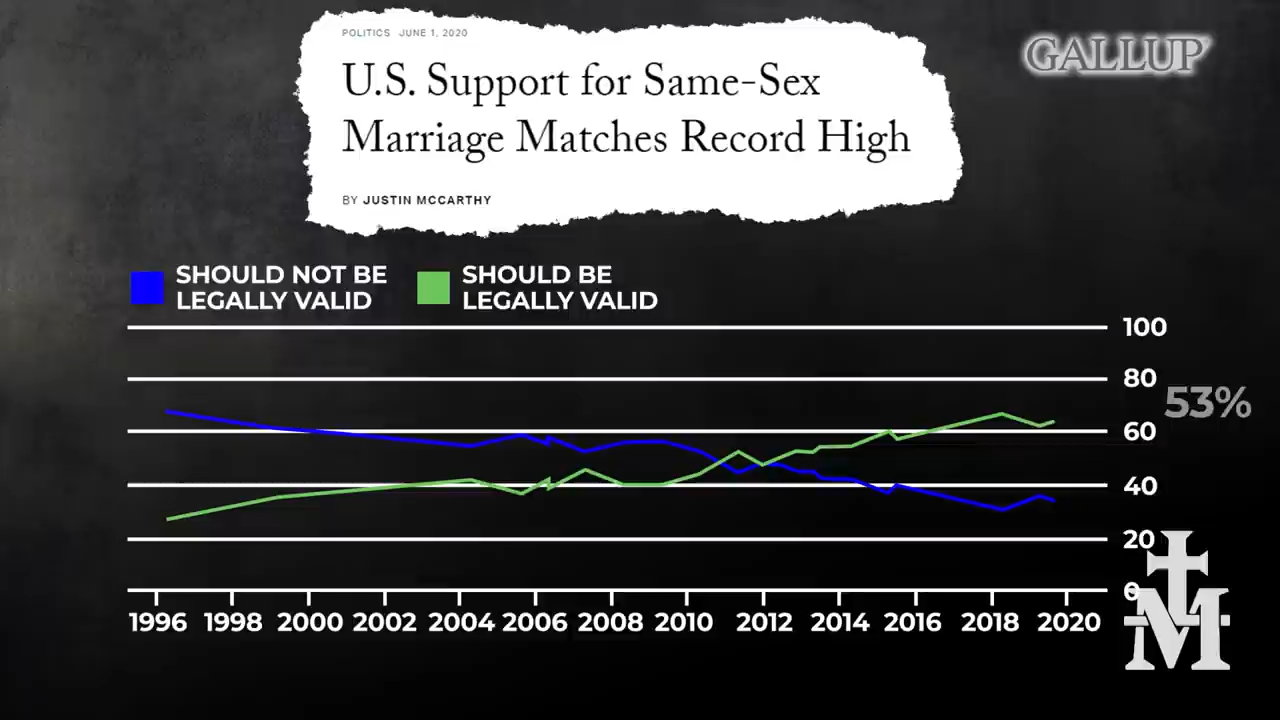 POLITICS JUNE 1, 2020
GALLUP
U.S. Support for Same-Sex
Marriage Matches Record High
BY JUSTIN MCCARTHY
SHOULD NOT BE
LEGALLY VALID
SHOULD BE
LEGALLY VALID
100
80
53%
60
40
20
0
1996 1998 2000 2002 2004 2006 2008 2010 2012 2014 2016 2018 2020
M